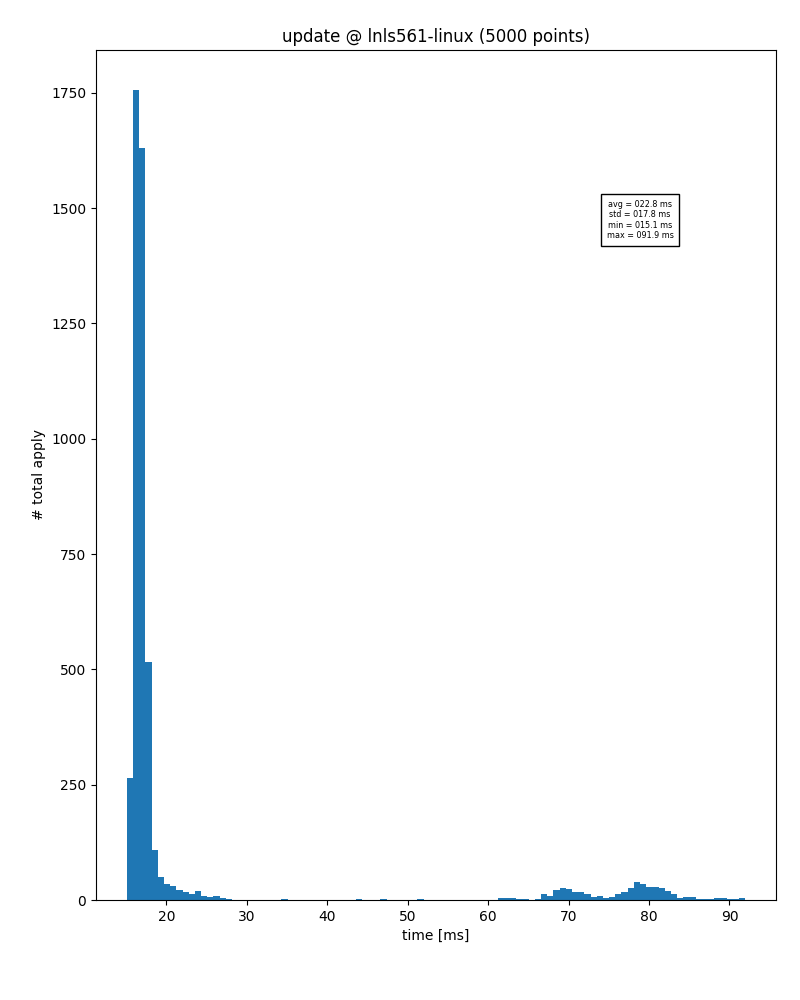 update @ lnls561-linux (5000 points)
1750
1500
1250
1000
750
500
250
0
# total apply
avg = 022.8 ms
std = 017.8 ms
min = 015.1 ms
max = 091.9 ms
20 30 40 50 60 70 80 90
time [ms]